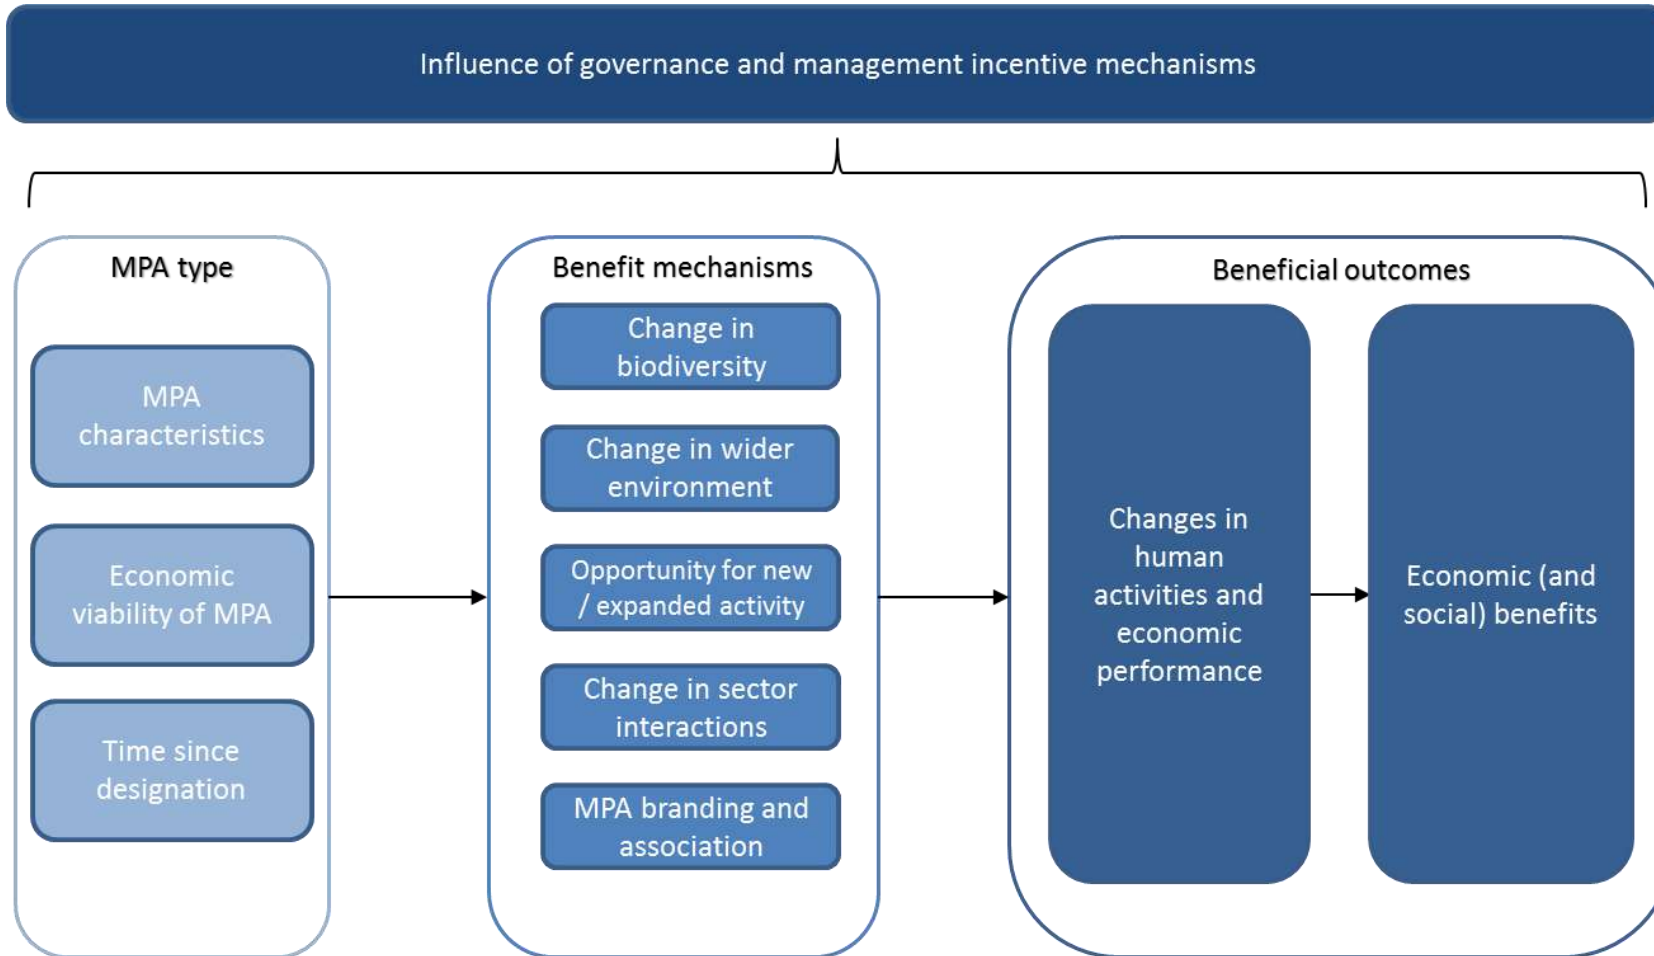 Influence of governance and management incentive mechanisms
MPA type
MPA
characteristics
Economic
viability of MPA
Time since
designation
Benefit mechanisms
Change in
biodiversity
Change in wider
environment
Opportunity for new
/ expanded activity
Change in sector
interactions
MPA branding and
association
Beneficial outcomes
Changes in
human
activities and
economic
performance
Economic (and
social) benefits